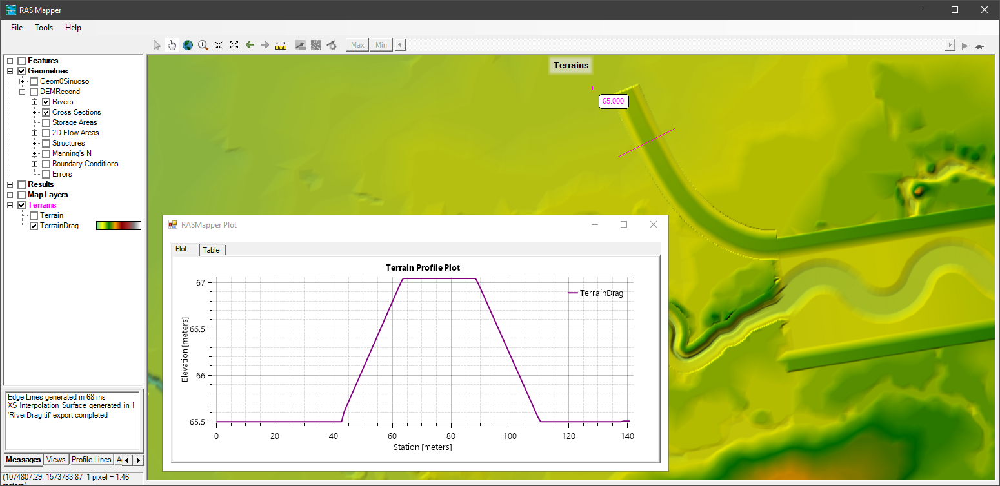 RAS Mapper
File Tools Help
Max Min
Features
Geometries
Geom0Sinuoso
DEMRecond
Rivers
Cross Sections
Storage Areas
2D Flow Areas
Structures
Manning's N
Boundary Conditions
Errors
Results
Map Layers
Terrains
Terrain
TerrainDrag
Terrains
65.000
RASMapper Plot
Plot Table
Terrain Profile Plot
TerrainDrag
67
66.5
66
65.5
Elevation [meters]
0 20 40 60 80 100 120 140
Station [meters]
Edge Lines generated in 68 ms
XS Interpolation Surface generated in 1
'RiverDrag.tif' export completed
Messages Views Profile Lines
(1074807.29, 1573783.87 1 pixel = 1.46